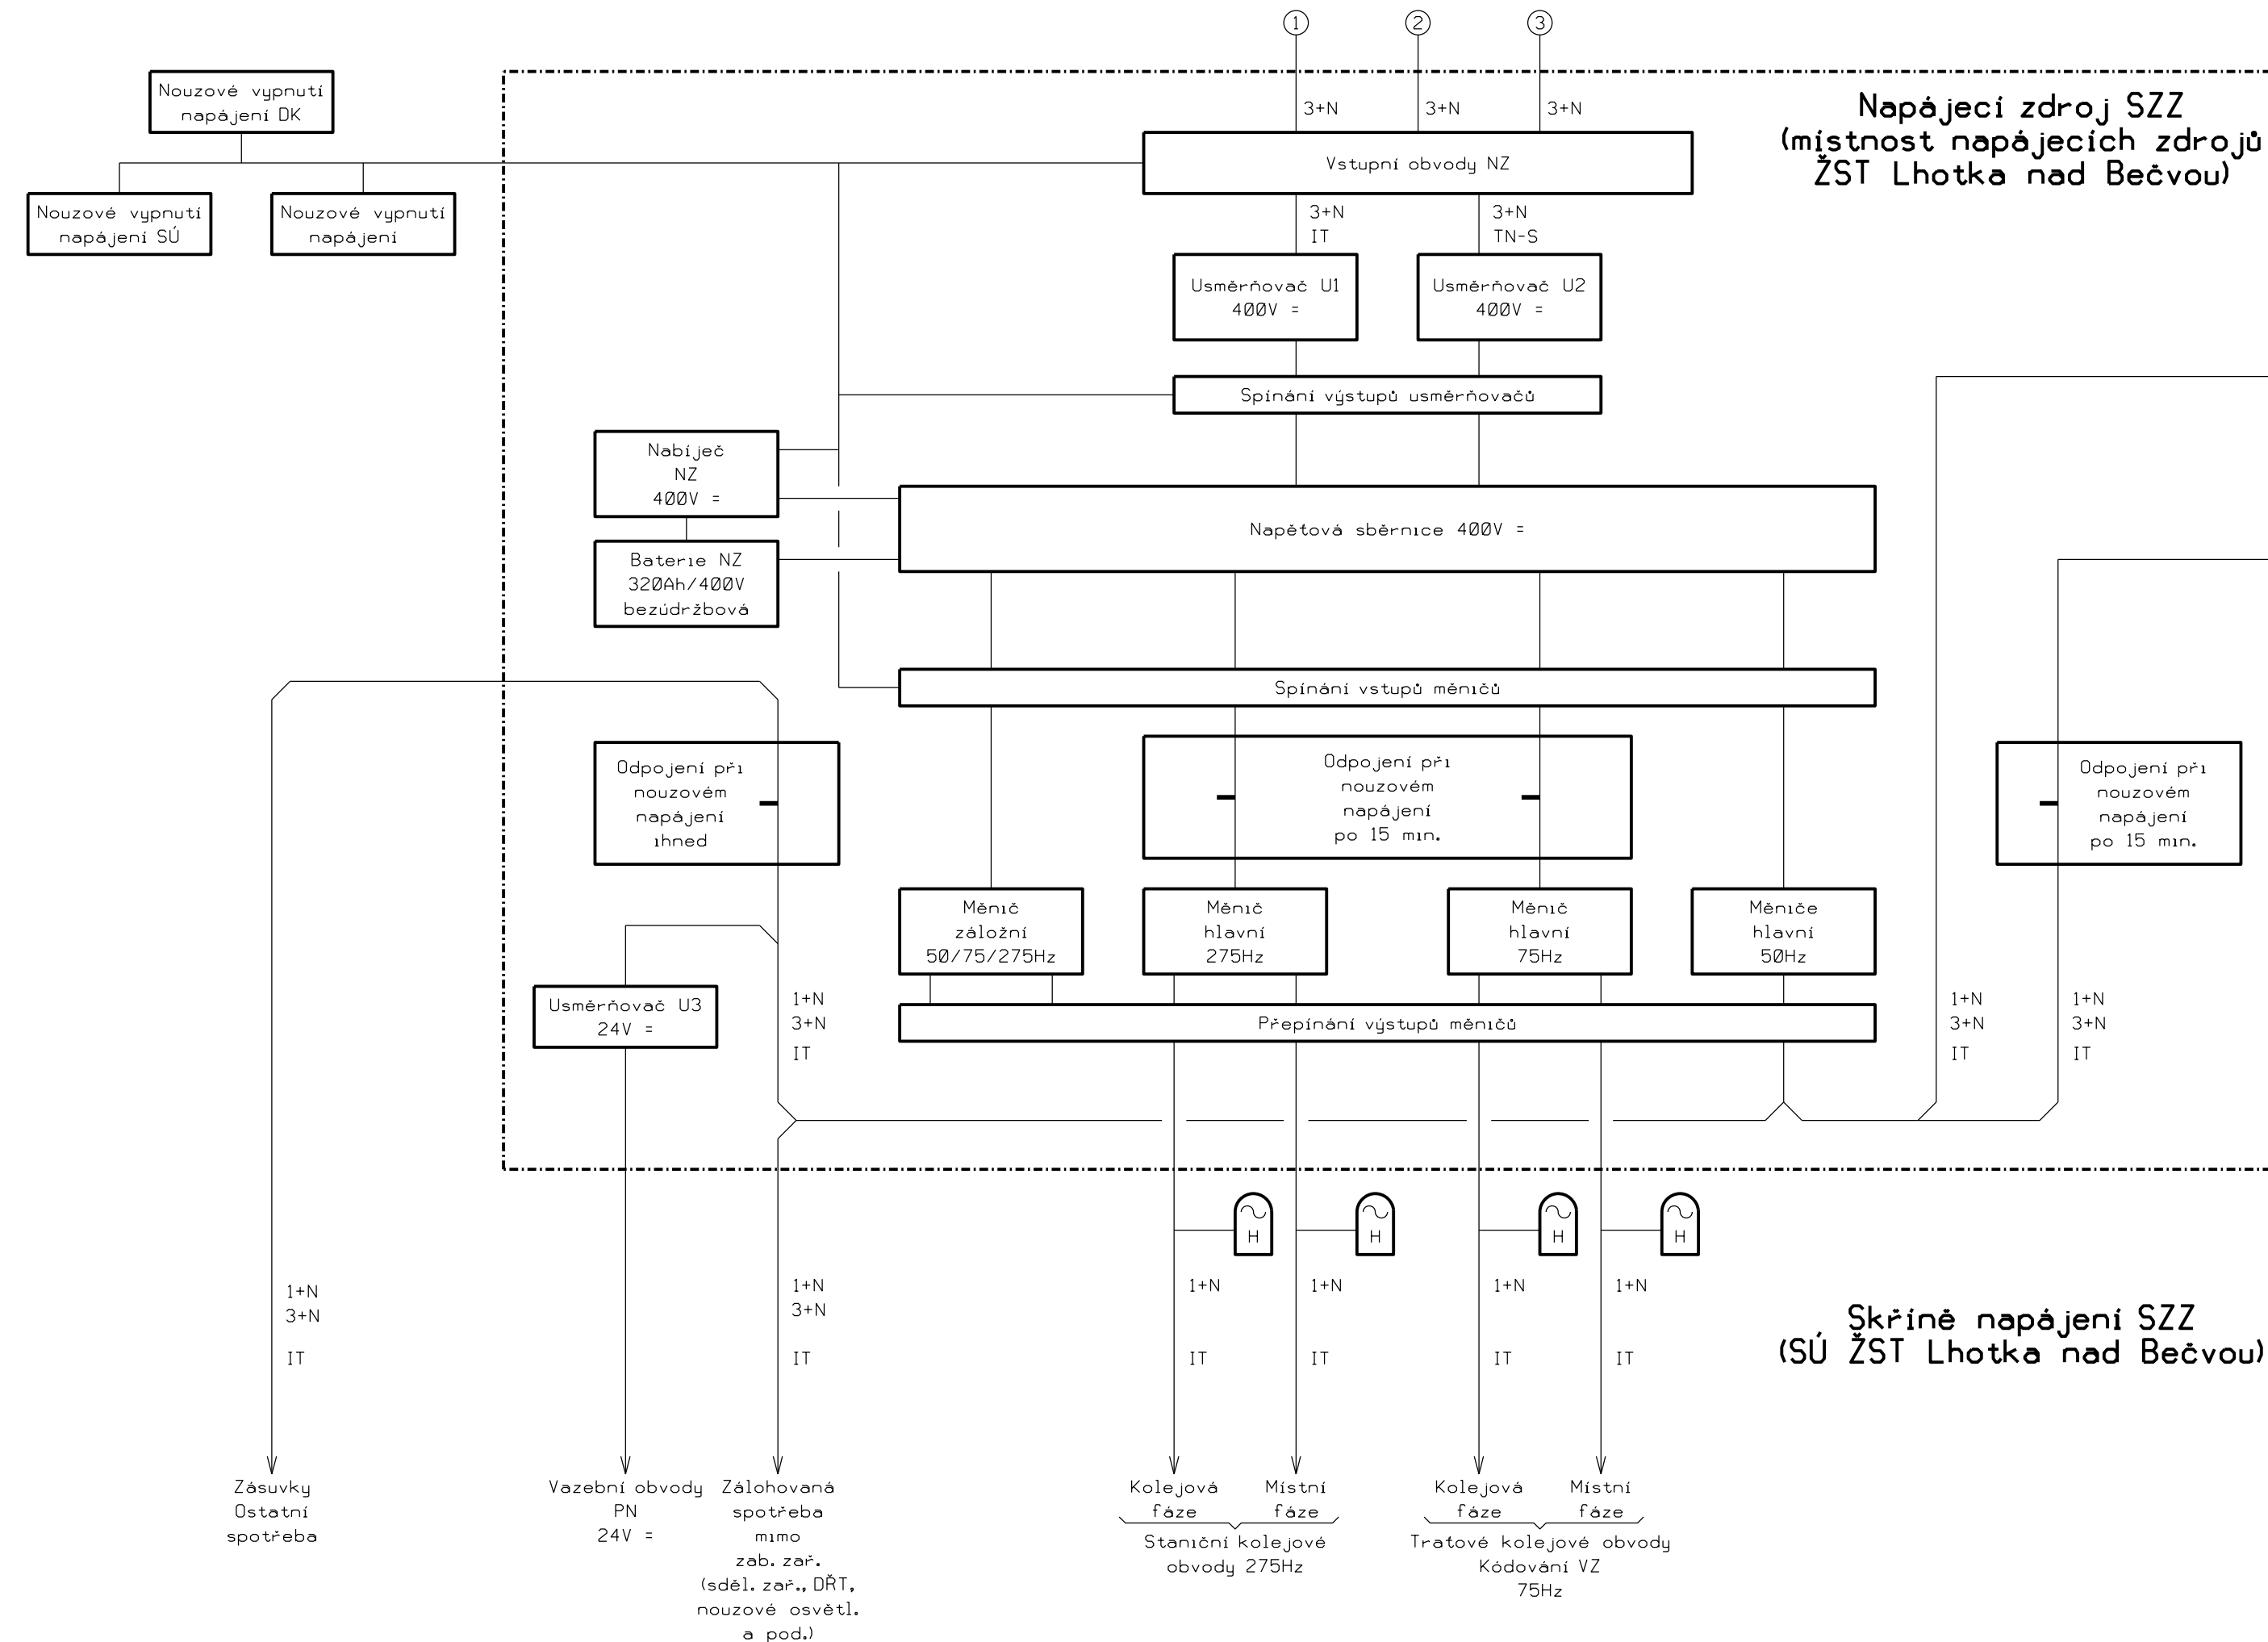 1
2
3
3+N
3+N
3+N
Nouzové vypnutí
napájení DK
Nouzové vypnutí
napájení SÚ
Nouzové vypnutí
napájení
Napájecí zdroj SZZ
(místnost napájecích zdrojů
ŽST Lhotka nad Bečvou)
Vstupní obvody NZ
3+N
IT
3+N
TN-S
Usměrňovač U1
400V =
Usměrňovač U2
400V =
Spínání výstupů usměrňovačů
Nabíječ
NZ
400V =
Napěťová sběrnice 400V =
Baterie NZ
320Ah/400V
bezúdržbová
Spínání vstupů měničů
Odpojení při
nouzovém
napájení
ihned
Odpojení při
nouzovém
napájení
po 15 min.
Odpojení při
nouzovém
napájení
po 15 min.
Měnič
záložní
50/75/275Hz
Měnič
hlavní
275Hz
Měnič
hlavní
75Hz
Měniče
hlavní
50Hz
Usměrňovač U3
24V =
1+N
3+N
IT
Přepínání výstupů měničů
1+N
3+N
IT
1+N
3+N
IT
H
H
H
H
1+N
3+N
IT
1+N
3+N
IT
1+N
IT
1+N
IT
1+N
IT
1+N
IT
Skříně napájení SZZ
(SÚ ŽST Lhotka nad Bečvou)
Zásuvky
Ostatní
spotřeba
Vazební obvody
PN
24V =
Zálohovaná
spotřeba
mimo
zab. zař.
(sděl. zař., DŘT,
nouzové osvětl.
a pod.)
Kolejová
fáze
Místní
fáze
Staniční kolejové
obvody 275Hz
Kolejová
fáze
Místní
fáze
Traťové kolejové obvody
Kódování VZ
75Hz